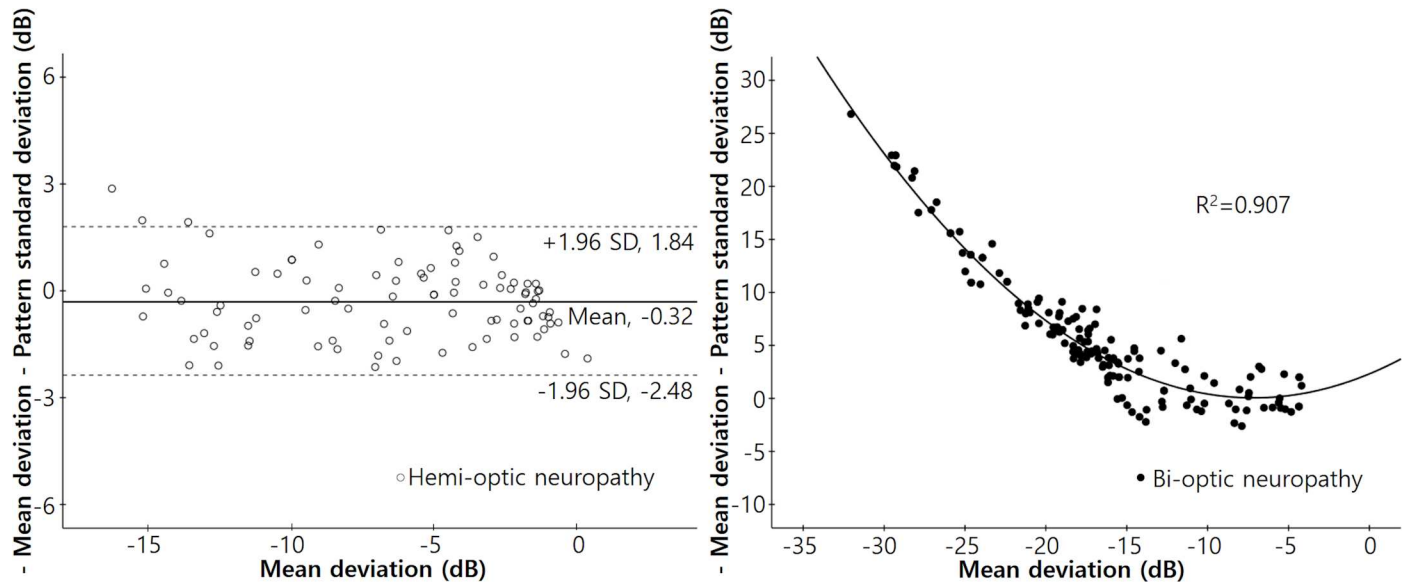 - Mean deviation - Pattern standard deviation (dB)
6
3
0
-3
-6
+1.96 SD, 1.84
Mean, -0.32
-1.96 SD, -2.48
Hemi-optic neuropathy
-15
-10
-5
0
Mean deviation (dB)
- Mean deviation - Pattern standard deviation (dB)
30
25
20
15
10
5
0
-5
-10
R²=0.907
Bi-optic neuropathy
-35
-30
-25
-20
-15
-10
-5
0
Mean deviation (dB)